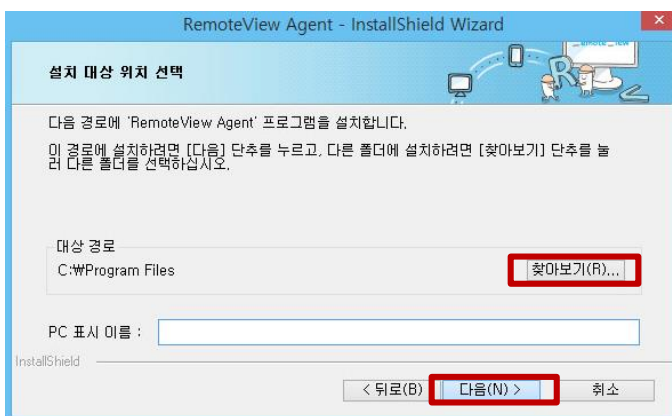 RemoteView Agent - InstallShield Wizard
설치 대상 위치 선택
다음 경로에 'RemoteView Agent' 프로그램을 설치합니다.
이 경로에 설치하려면 [다음] 단추를 누르고, 다른 폴더에 설치하려면 [찾아보기] 단추를 눌
러 다른 폴더를 선택하십시오.
대상 경로
C:₩Program Files
찾아보기(R)...
PC 표시 이름 :
InstallShield
< 뒤로(B)
다음(N) >
취소